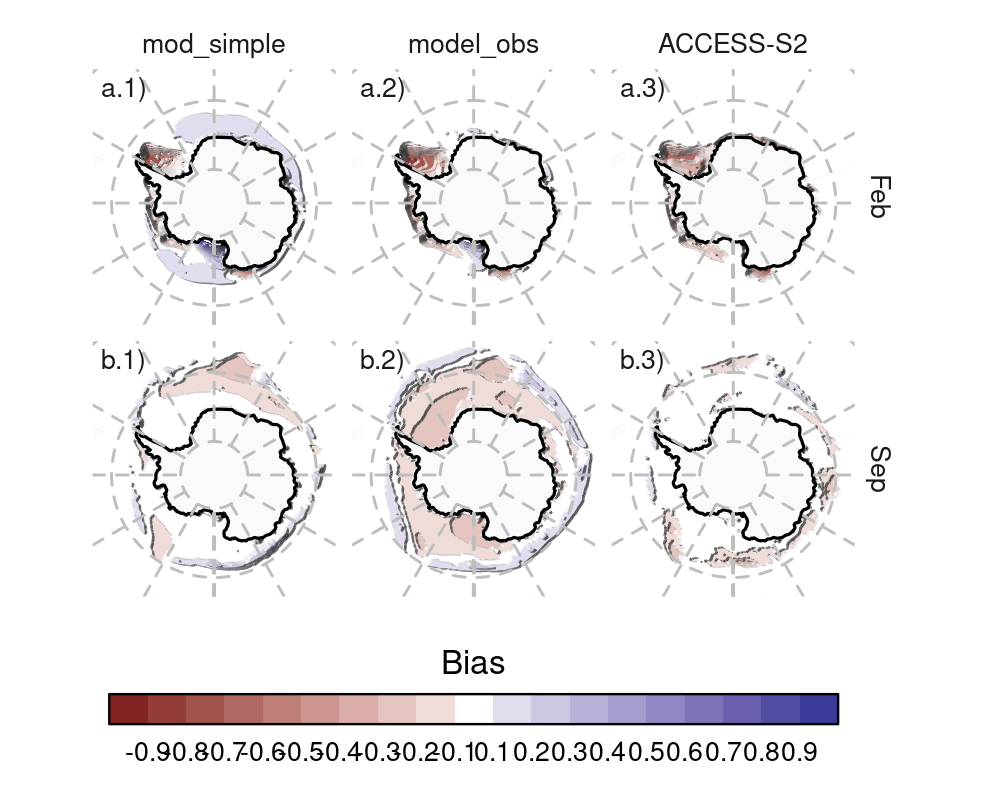 mod_simple model_obs ACCESS-S2
a.1) a.2) a.3)
Feb
b.1) b.2) b.3)
Sep
Bias
-0.9 -0.8 -0.7 -0.6 -0.5 -0.4 -0.3 -0.2 -0.1 0.1 0.2 0.3 0.4 0.5 0.6 0.7 0.8 0.9